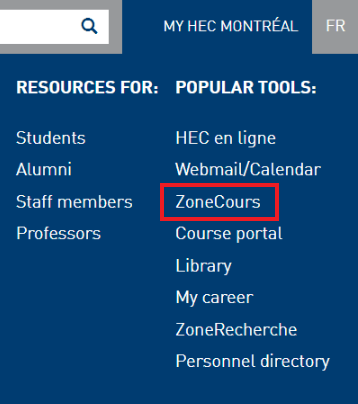 MY HEC MONTRÉAL FR
RESOURCES FOR:
Students
Alumni
Staff members
Professors
POPULAR TOOLS:
HEC en ligne
Webmail/Calendar
ZoneCours
Course portal
Library
My career
ZoneRecherche
Personnel directory